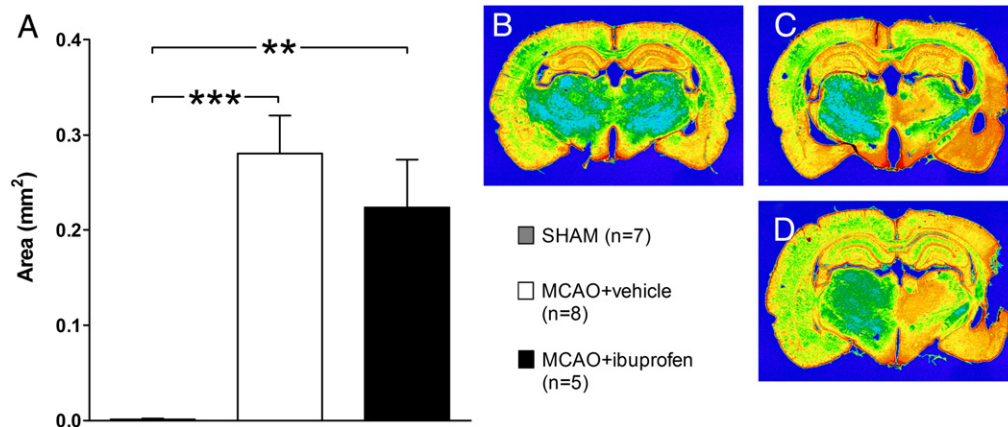 A
B
C
0.4
**
***
0.3
Area (mm²)
0.2
SHAM (n=7)
D
MCAO+vehicle
(n=8)
0.1
MCAO+ibuprofen
(n=5)
0.0